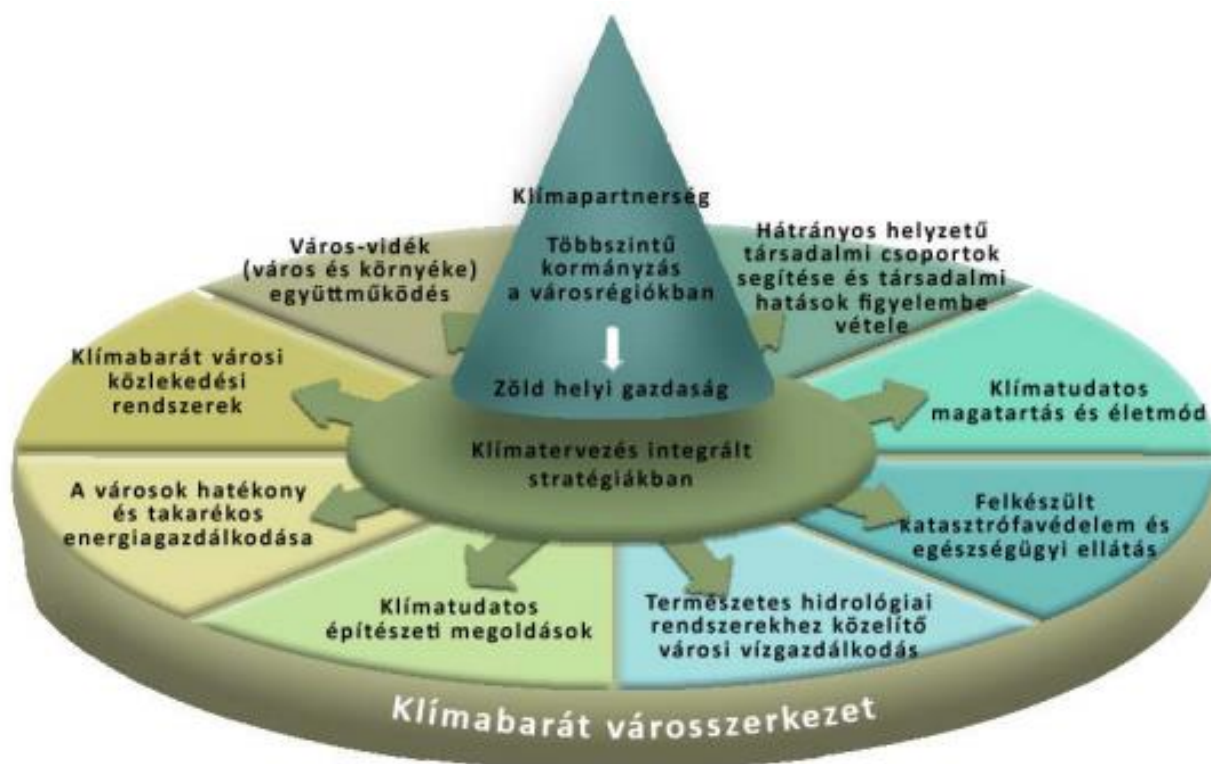 Klímapartnerség
Többszintű
kormányzás
a városrégiókban
Zöld helyi gazdaság
Klímatervezés integrált
stratégiákban
Város-vidék
(város és környéke)
együttműködés
Hátrányos helyzetű
társadalmi csoportok
segítése és társadalmi
hatások figyelembe
vétele
Klímabarát városi
közlekedési
rendszerek
Klímatudatos
magatartás és életmód
A városok hatékony
és takarékos
energiagazdálkodása
Felkészült
katasztrófavédelem és
egészségügyi ellátás
Klímatudatos
építészeti megoldások
Természetes hidrológiai
rendszerekhez közelítő
városi vízgazdálkodás
Klímabarát városszerkezet